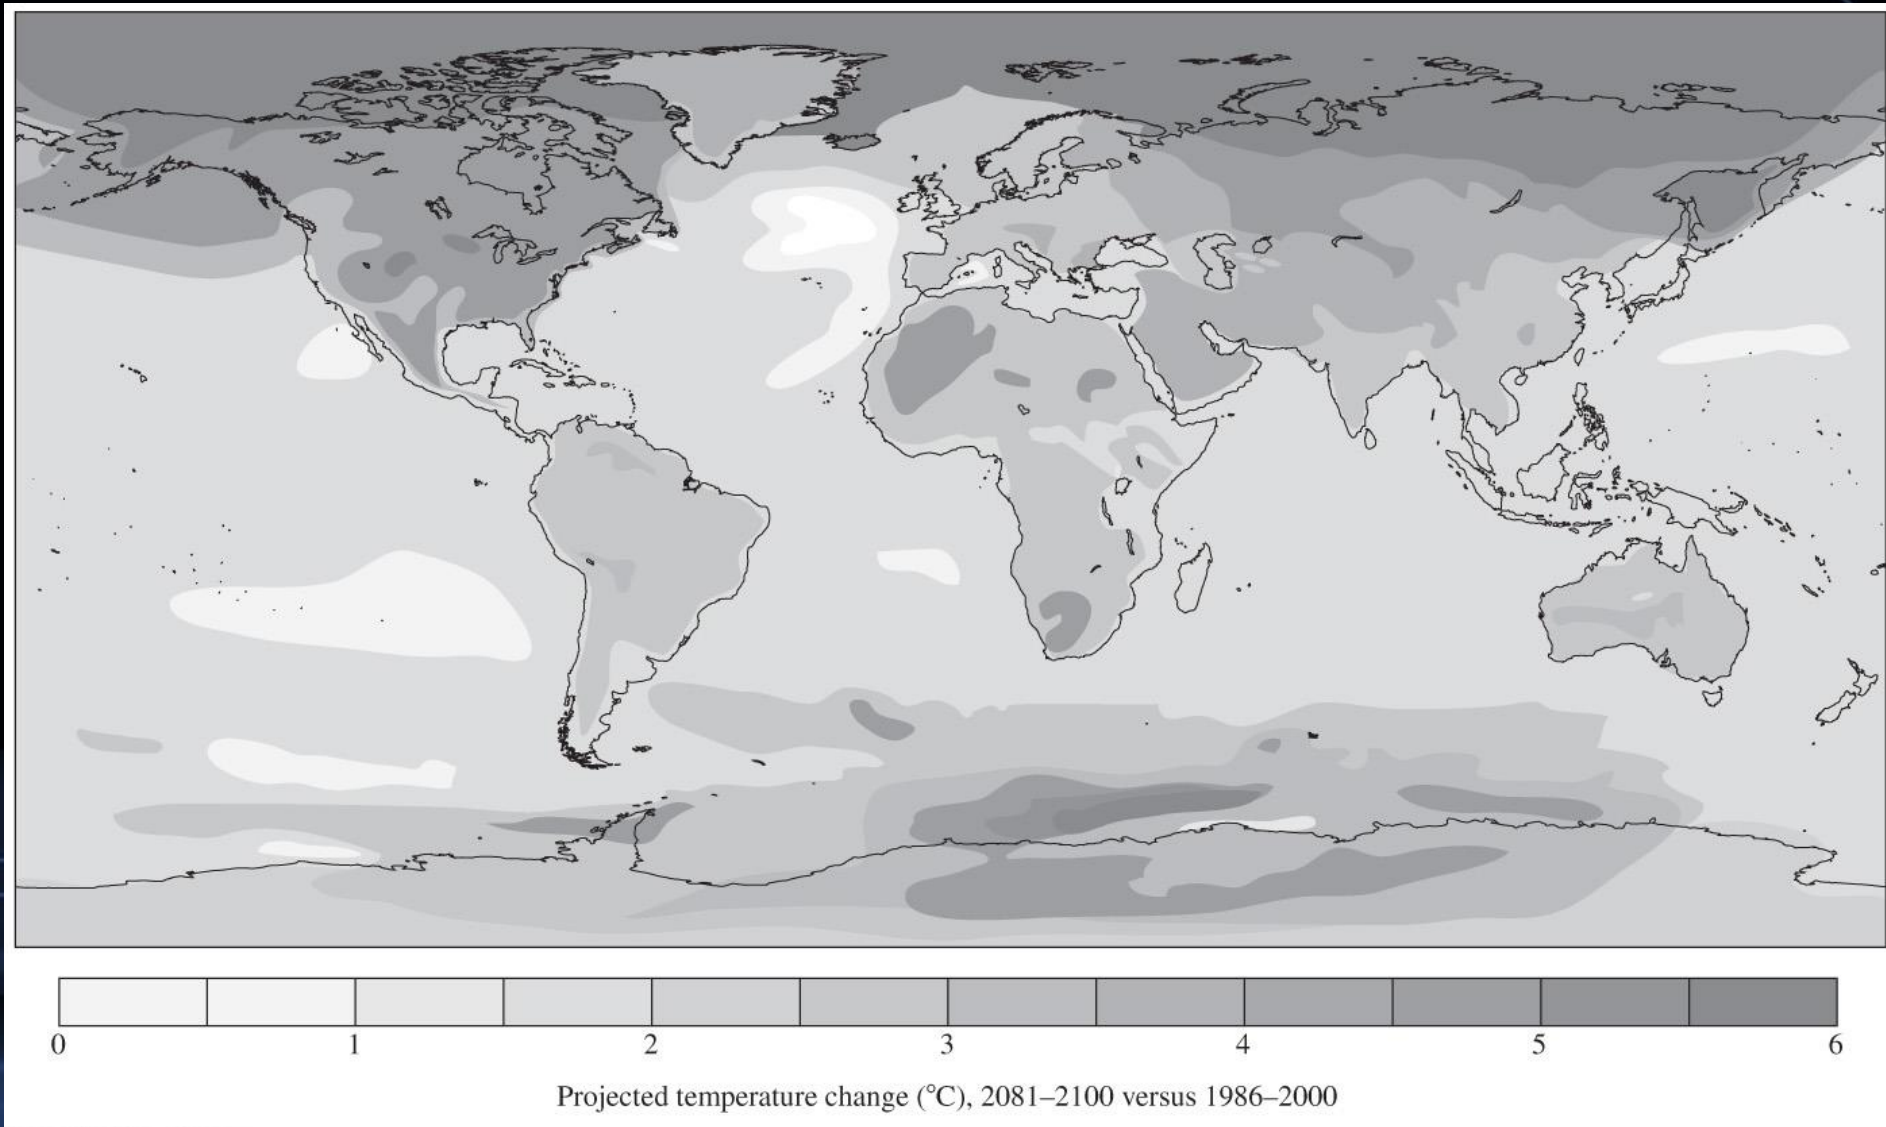 0 1 2 3 4 5 6
Projected temperature change (°C), 2081–2100 versus 1986–2000